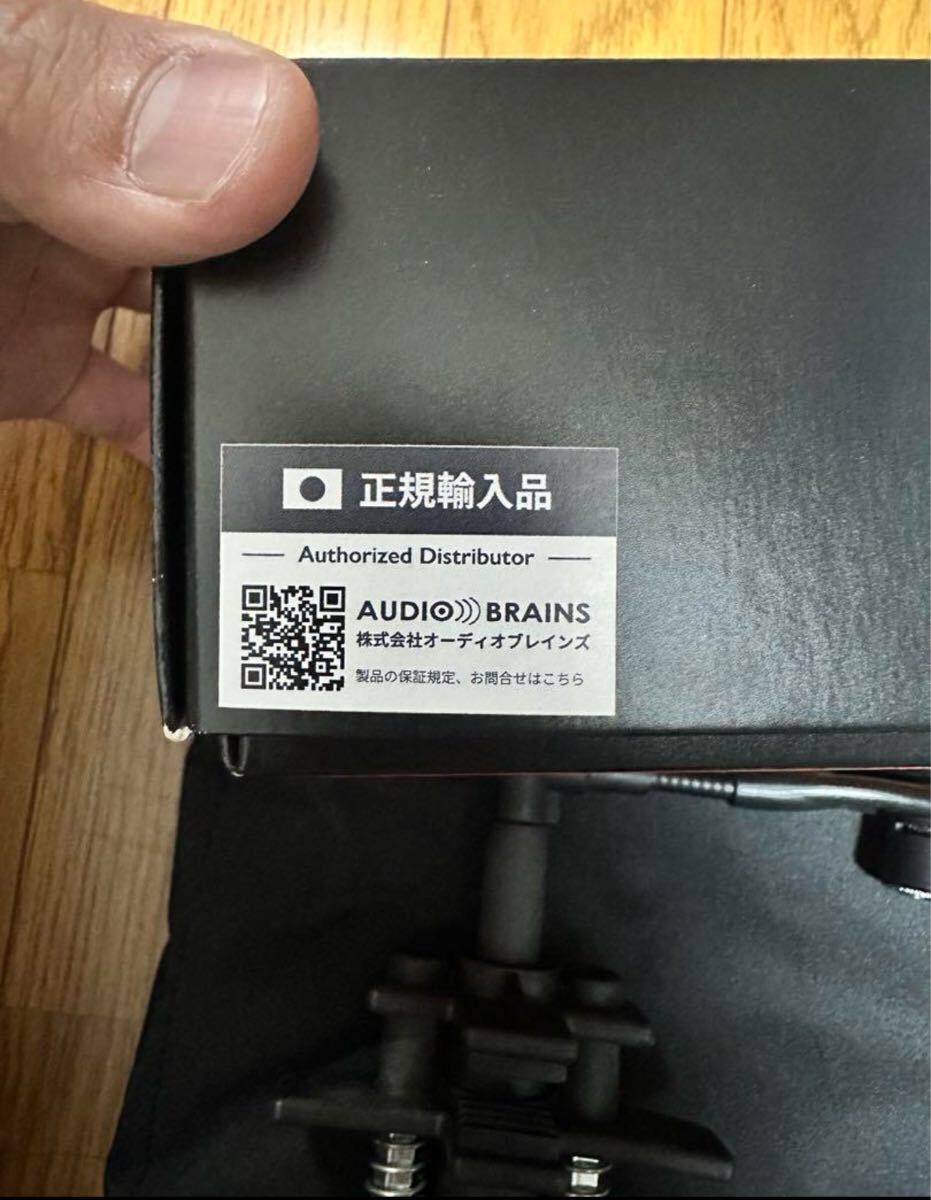 正規輸入品
Authorized Distributor
AUDIO BRAINS
株式会社オーディオブレインズ
製品の保証規定、お問合せはこちら